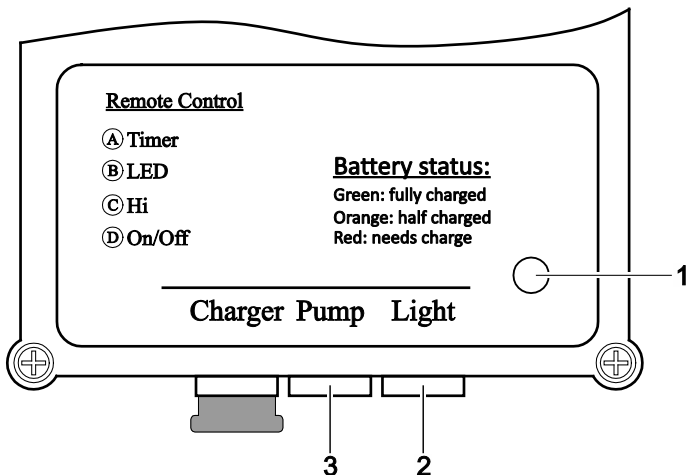 Remote Control
Ⓐ Timer
Ⓑ LED
Ⓒ Hi
Ⓓ On/Off
Battery status:
Green: fully charged
Orange: half charged
Red: needs charge
1
Charger Pump Light
3 2